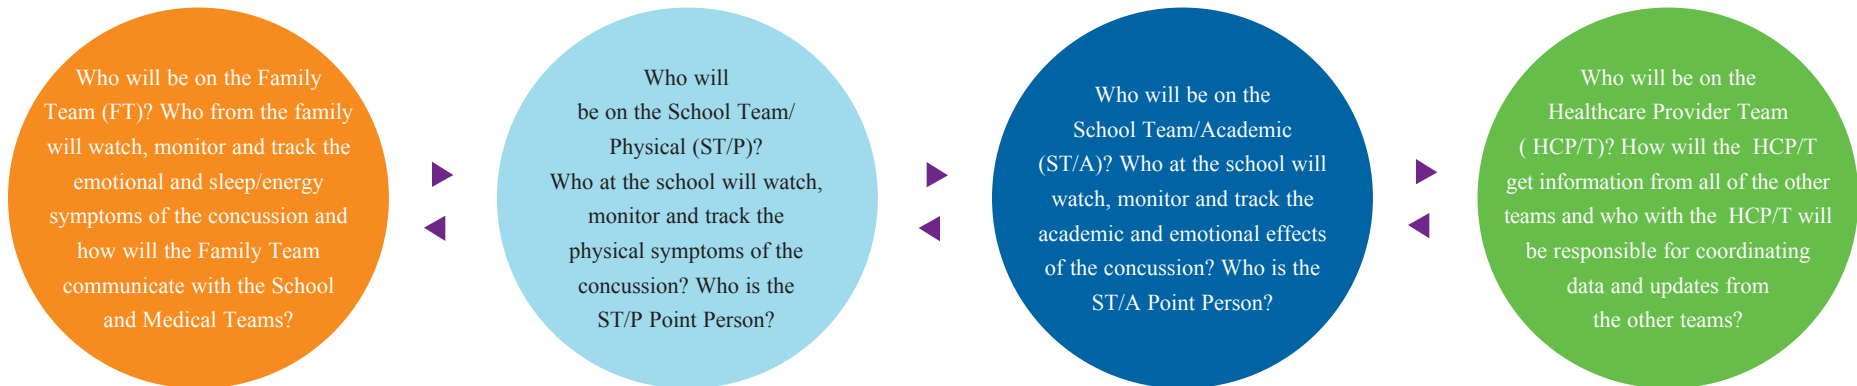 Who will be on the Family
Team (FT)? Who from the family
will watch, monitor and track the
emotional and sleep/energy
symptoms of the concussion and
how will the Family Team
communicate with the School
and Medical Teams?
Who will
be on the School Team/
Physical (ST/P)?
Who at the school will watch,
monitor and track the
physical symptoms of the
concussion? Who is the
ST/P Point Person?
Who will be on the
School Team/Academic
(ST/A)? Who at the school will
watch, monitor and track the
academic and emotional effects
of the concussion? Who is the
ST/A Point Person?
Who will be on the
Healthcare Provider Team
( HCP/T)? How will the HCP/T
get information from all of the other
teams and who with the HCP/T will
be responsible for coordinating
data and updates from
the other teams?